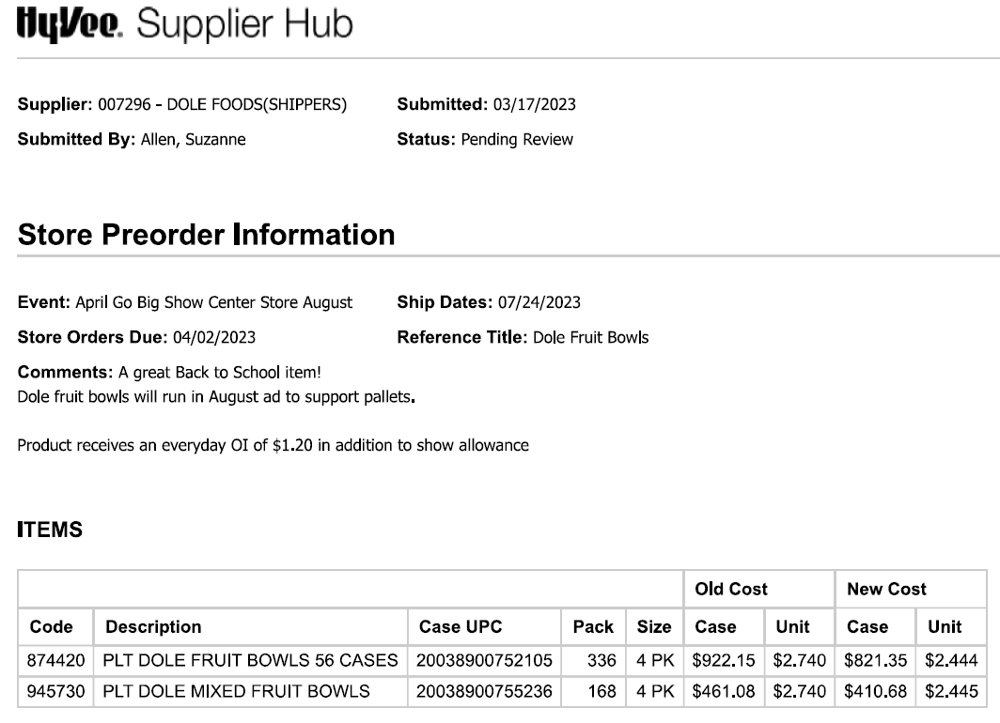 HyVee. Supplier Hub
Supplier: 007296 - DOLE FOODS(SHIPPERS) Submitted: 03/17/2023
Submitted By: Allen, Suzanne Status: Pending Review
Store Preorder Information
Event: April Go Big Show Center Store August Ship Dates: 07/24/2023
Store Orders Due: 04/02/2023 Reference Title: Dole Fruit Bowls
Comments: A great Back to School item!
Dole fruit bowls will run in August ad to support pallets.
Product receives an everyday OI of $1.20 in addition to show allowance
ITEMS
Old Cost New Cost
Code Description Case UPC Pack Size Case Unit Case Unit
874420 PLT DOLE FRUIT BOWLS 56 CASES 20038900752105 336 4 PK $922.15 $2.740 $821.35 $2.444
945730 PLT DOLE MIXED FRUIT BOWLS 20038900755236 168 4 PK $461.08 $2.740 $410.68 $2.445